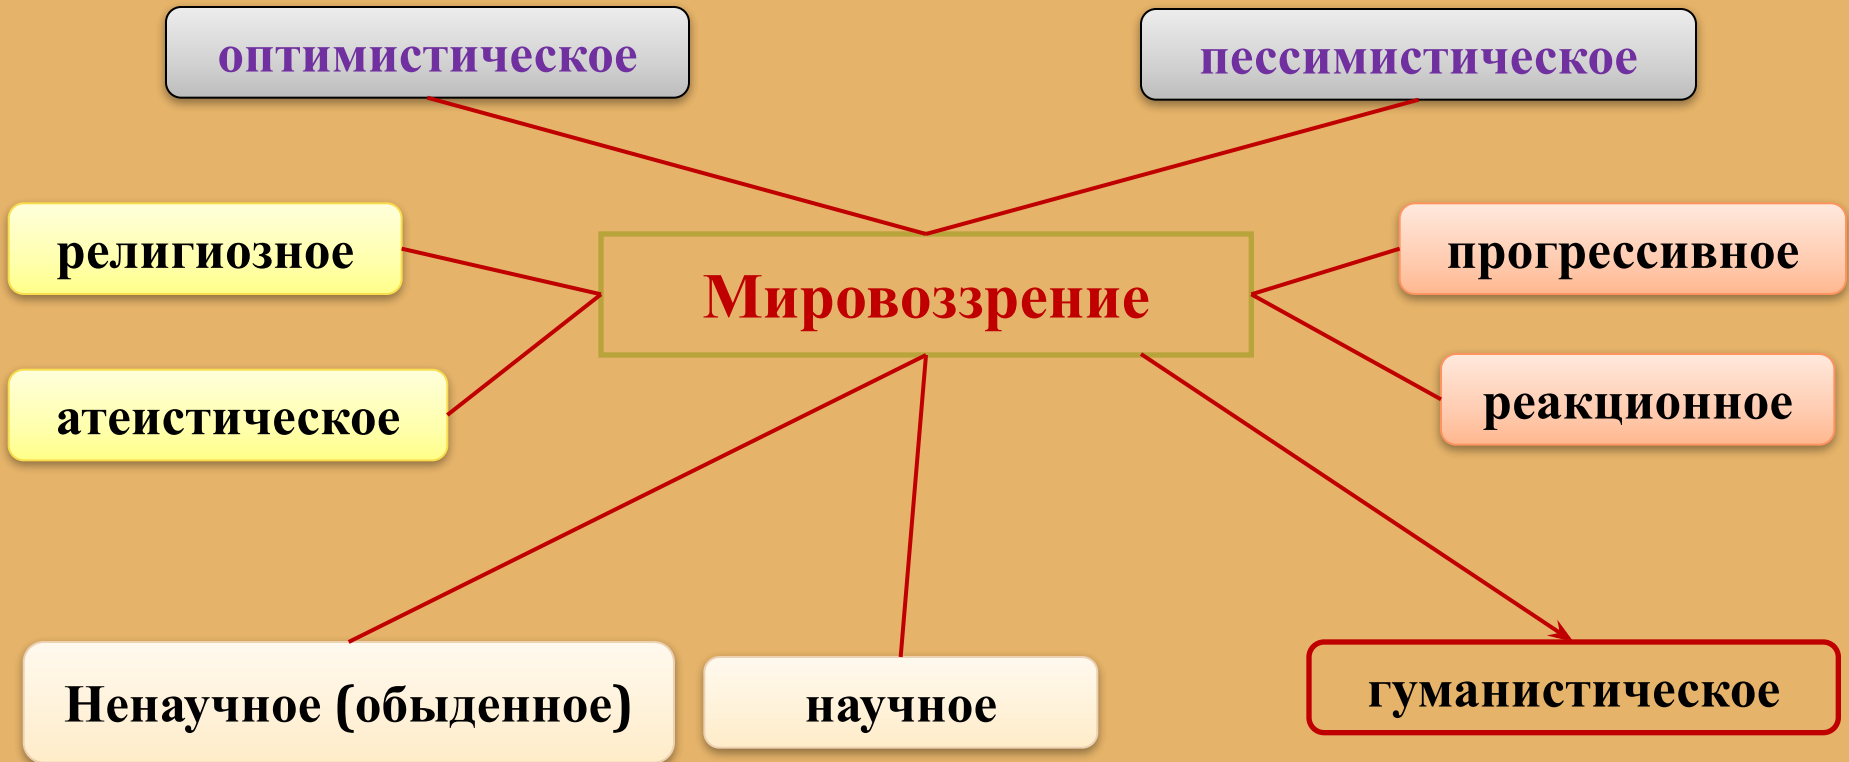 оптимистическое
пессимистическое
религиозное
прогрессивное
Мировоззрение
атеистическое
реакционное
Ненаучное (обыденное)
научное
гуманистическое